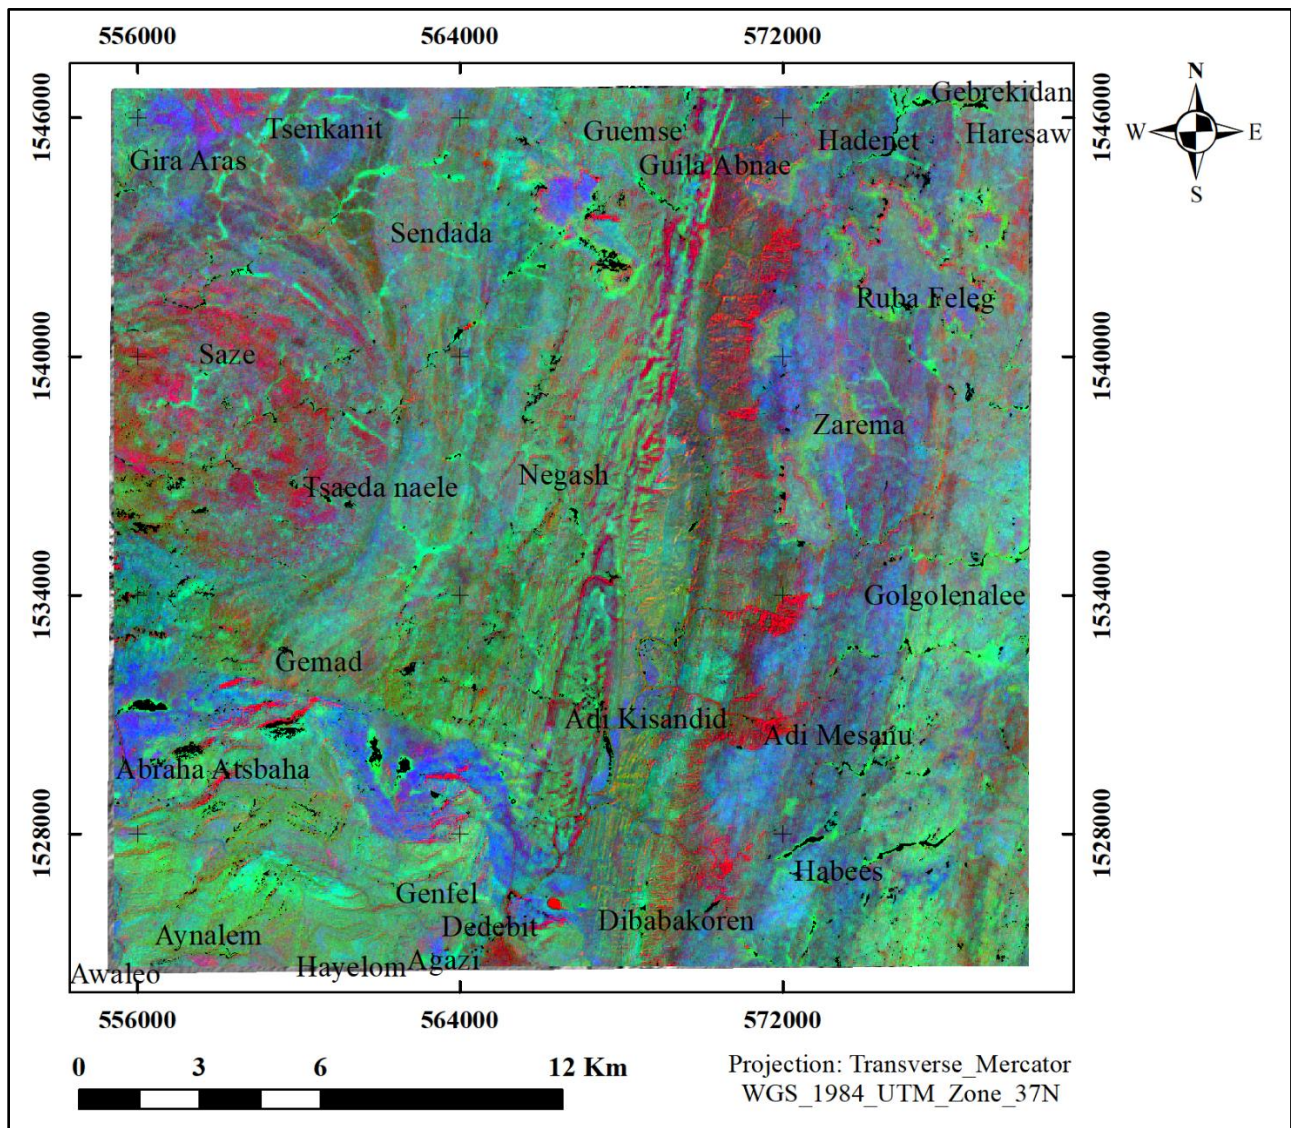 556000 564000 572000
N
W E
S
1546000 1546000
Gebrekidan
Tsenkanit Guemse Hadenet Haresaw
Gira Aras Guila Abnae
Sendada
Ruba Feleg
1540000 Saze 1540000
Zarema
Tsaeda naele Negash
1534000 Golgolenalee 1534000
Gemad
Adi Kisandid
Adi Mesanu
Abraha Atsbaha
1528000 1528000
Habees
Genfel
Dedebit Dibabakoren
Aynalem
Awaleo Hayelom Agazi
556000 564000 572000
0 3 6 12 Km
Projection: Transverse_Mercator
WGS_1984_UTM_Zone_37N